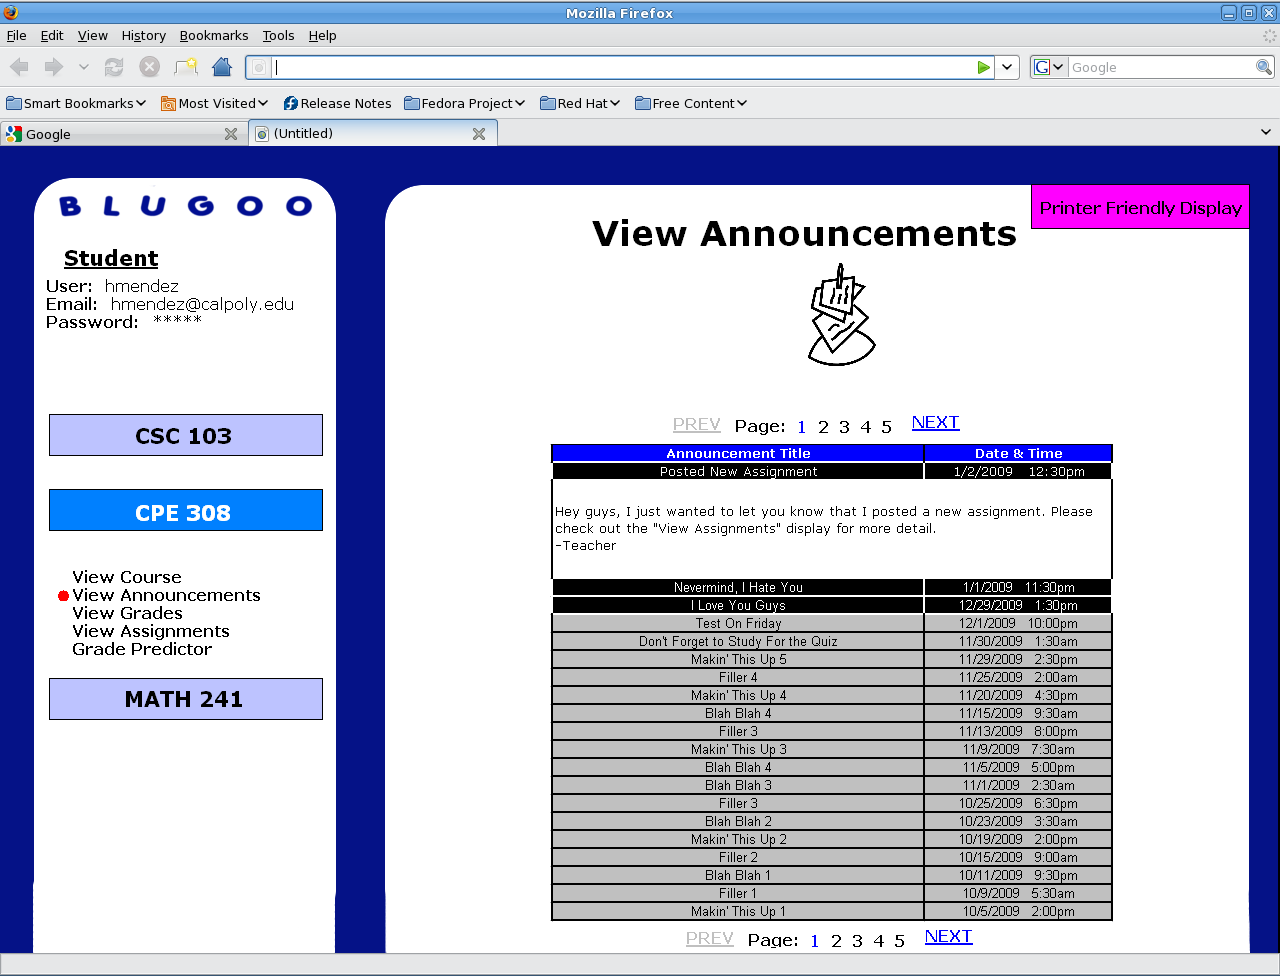 Mozilla Firefox
File Edit View History Bookmarks Tools Help
G Google
Smart Bookmarks Most Visited Release Notes Fedora Project Red Hat Free Content
Google (Untitled)
BLUGOO
Student
User: hmendez
Email: hmendez@calpoly.edu
Password: *****
CSC 103
CPE 308
View Course
View Announcements
View Grades
View Assignments
Grade Predictor
MATH 241
Printer Friendly Display
View Announcements
PREV Page: 1 2 3 4 5 NEXT
Announcement Title Date & Time
Posted New Assignment 1/2/2009 12:30pm
Hey guys, I just wanted to let you know that I posted a new assignment. Please
check out the "View Assignments" display for more detail.
-Teacher
Nevermind, I Hate You 1/1/2009 11:30pm
I Love You Guys 12/29/2009 1:30pm
Test On Friday 12/1/2009 10:00pm
Don't Forget to Study For the Quiz 11/30/2009 1:30am
Makin' This Up 5 11/29/2009 2:30pm
Filler 4 11/25/2009 2:00am
Makin' This Up 4 11/20/2009 4:30pm
Blah Blah 4 11/15/2009 9:30am
Filler 3 11/13/2009 8:00pm
Makin' This Up 3 11/9/2009 7:30am
Blah Blah 4 11/5/2009 5:00pm
Blah Blah 3 11/1/2009 2:30am
Filler 3 10/25/2009 6:30pm
Blah Blah 2 10/23/2009 3:30am
Makin' This Up 2 10/19/2009 2:00pm
Filler 2 10/15/2009 9:00am
Blah Blah 1 10/11/2009 9:30pm
Filler 1 10/9/2009 5:30am
Makin' This Up 1 10/5/2009 2:00pm
PREV Page: 1 2 3 4 5 NEXT